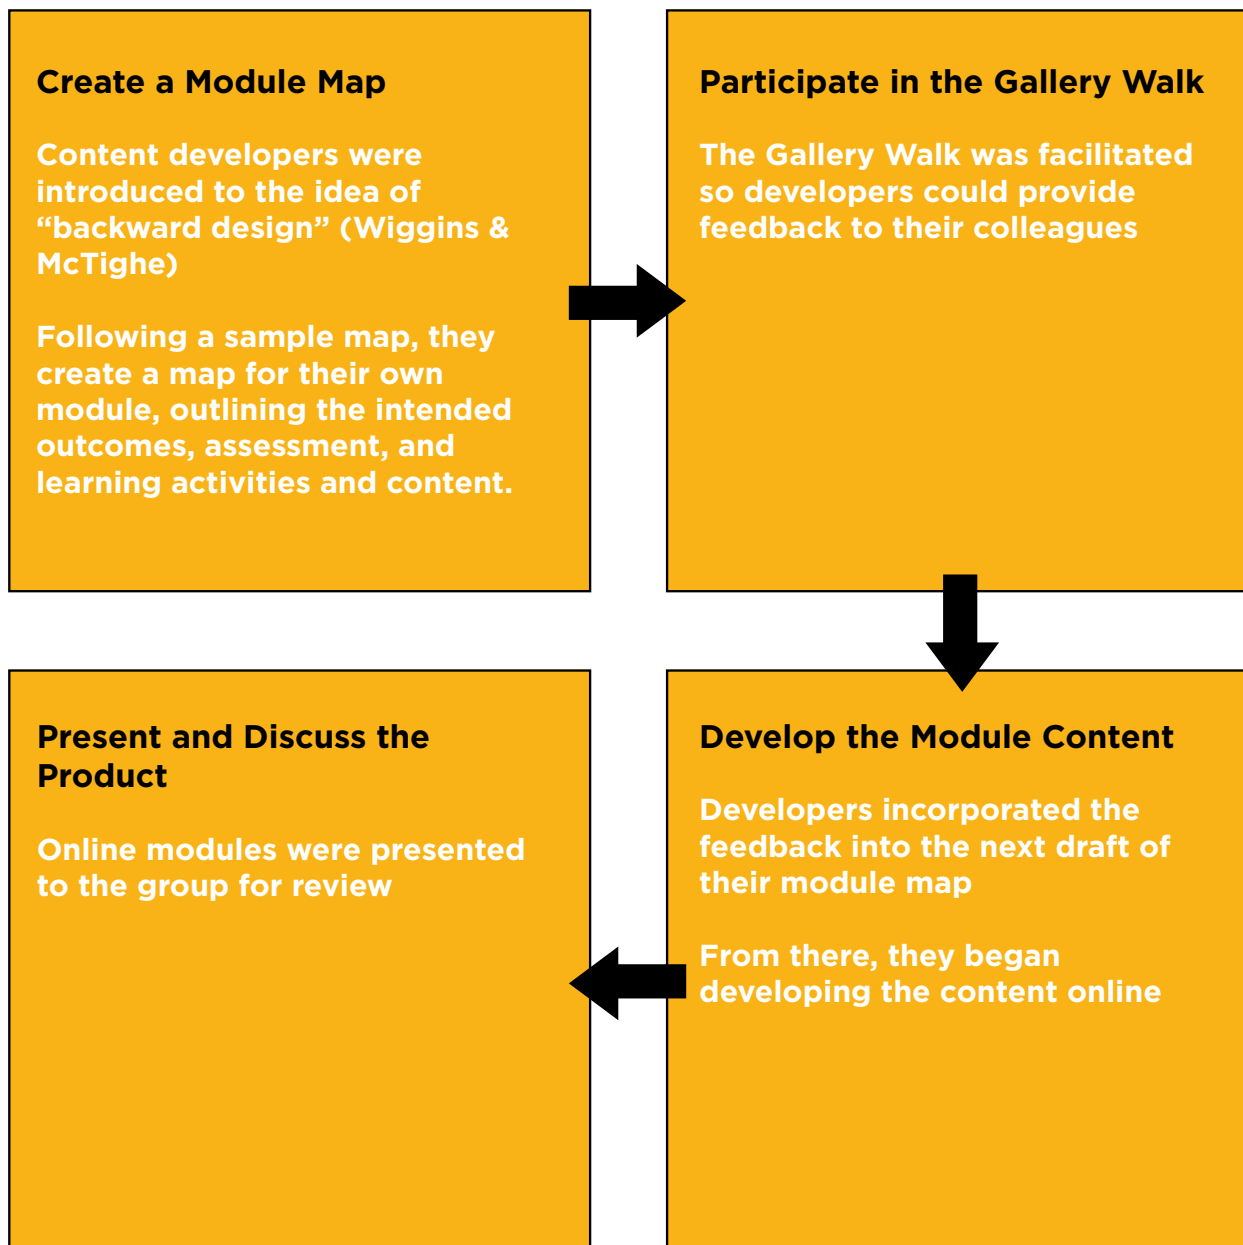 Create a Module Map
Content developers were
introduced to the idea of
“backward design” (Wiggins &
McTighe)
Following a sample map, they
create a map for their own
module, outlining the intended
outcomes, assessment, and
learning activities and content.
Participate in the Gallery Walk
The Gallery Walk was facilitated
so developers could provide
feedback to their colleagues
Develop the Module Content
Developers incorporated the
feedback into the next draft of
their module map
From there, they began
developing the content online
Present and Discuss the
Product
Online modules were presented
to the group for review